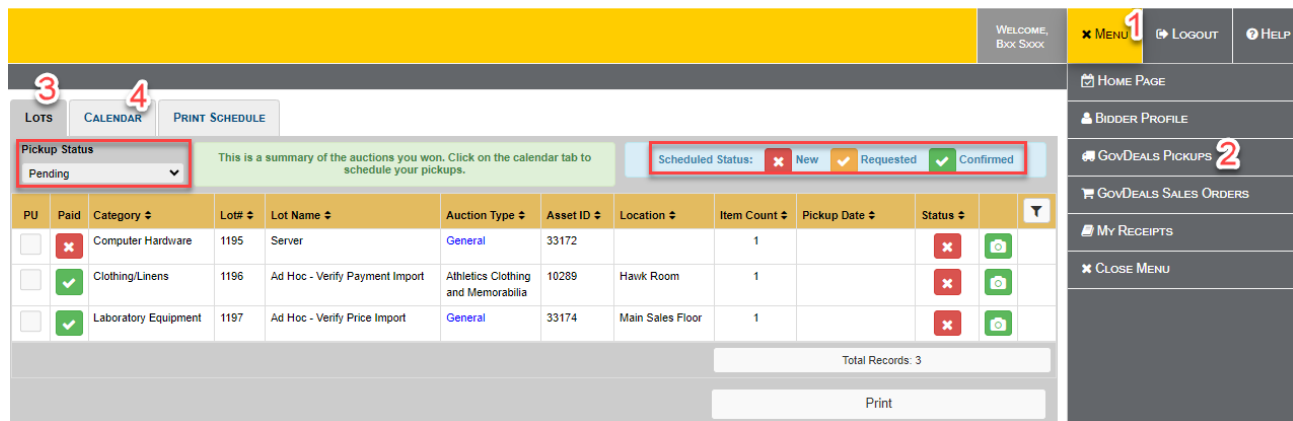 WELCOME,
BXX SXXX
MENU 1
LOGOUT
HELP
HOME PAGE
BIDDER PROFILE
GOVDEALS PICKUPS 2
GOVDEALS SALES ORDERS
MY RECEIPTS
CLOSE MENU
3
4
LOTS CALENDAR PRINT SCHEDULE
Pickup Status
Pending
This is a summary of the auctions you won. Click on the calendar tab to
schedule your pickups.
Scheduled Status: New Requested Confirmed
PU Paid Category Lot# Lot Name Auction Type Asset ID Location Item Count Pickup Date Status
Computer Hardware 1195 Server General 33172 1
Clothing/Linens 1196 Ad Hoc - Verify Payment Import Athletics Clothing 10289 Hawk Room 1
and Memorabilia
Laboratory Equipment 1197 Ad Hoc - Verify Price Import General 33174 Main Sales Floor 1
Total Records: 3
Print